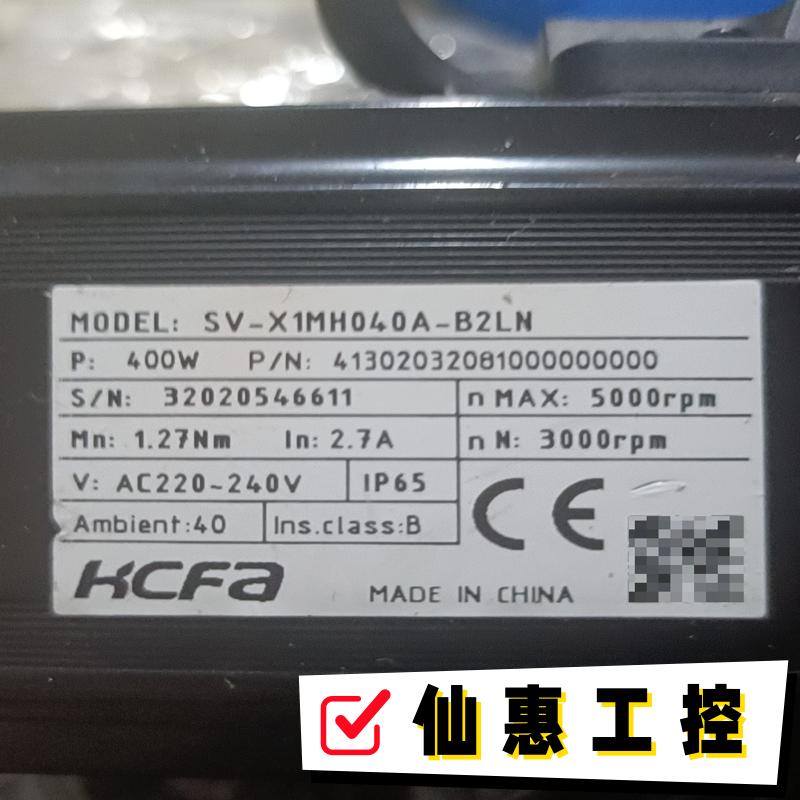 MODEL: SV-X1MH040A-B2LN
P: 400W P/N: 41302032081000000000
S/N: 32020546611 n MAX: 5000rpm
Mn: 1.27Nm In: 2.7A n N: 3000rpm
V: AC220~240V IP65
Ambient:40 Ins.class:B CE
KCFa MADE IN CHINA
仙惠工控